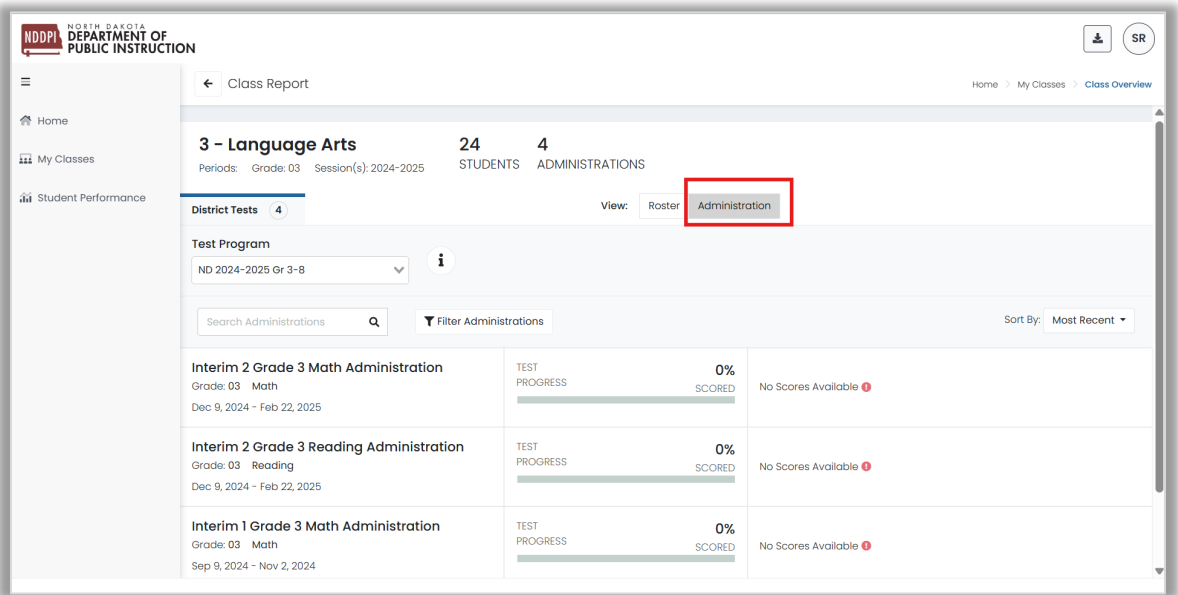 NDDPI
NORTH DAKOTA
DEPARTMENT OF
PUBLIC INSTRUCTION
SR
Class Report
Home > My Classes > Class Overview
Home
My Classes
Student Performance
3 - Language Arts
Periods: Grade: 03 Session(s): 2024-2025
24
STUDENTS
4
ADMINISTRATIONS
District Tests 4
View: Roster Administration
Test Program
ND 2024-2025 Gr 3-8
i
Search Administrations
Filter Administrations
Sort By: Most Recent
Interim 2 Grade 3 Math Administration
Grade: 03 Math
Dec 9, 2024 - Feb 22, 2025
TEST
PROGRESS
0%
SCORED
No Scores Available
Interim 2 Grade 3 Reading Administration
Grade: 03 Reading
Dec 9, 2024 - Feb 22, 2025
TEST
PROGRESS
0%
SCORED
No Scores Available
Interim 1 Grade 3 Math Administration
Grade: 03 Math
Sep 9, 2024 - Nov 2, 2024
TEST
PROGRESS
0%
SCORED
No Scores Available